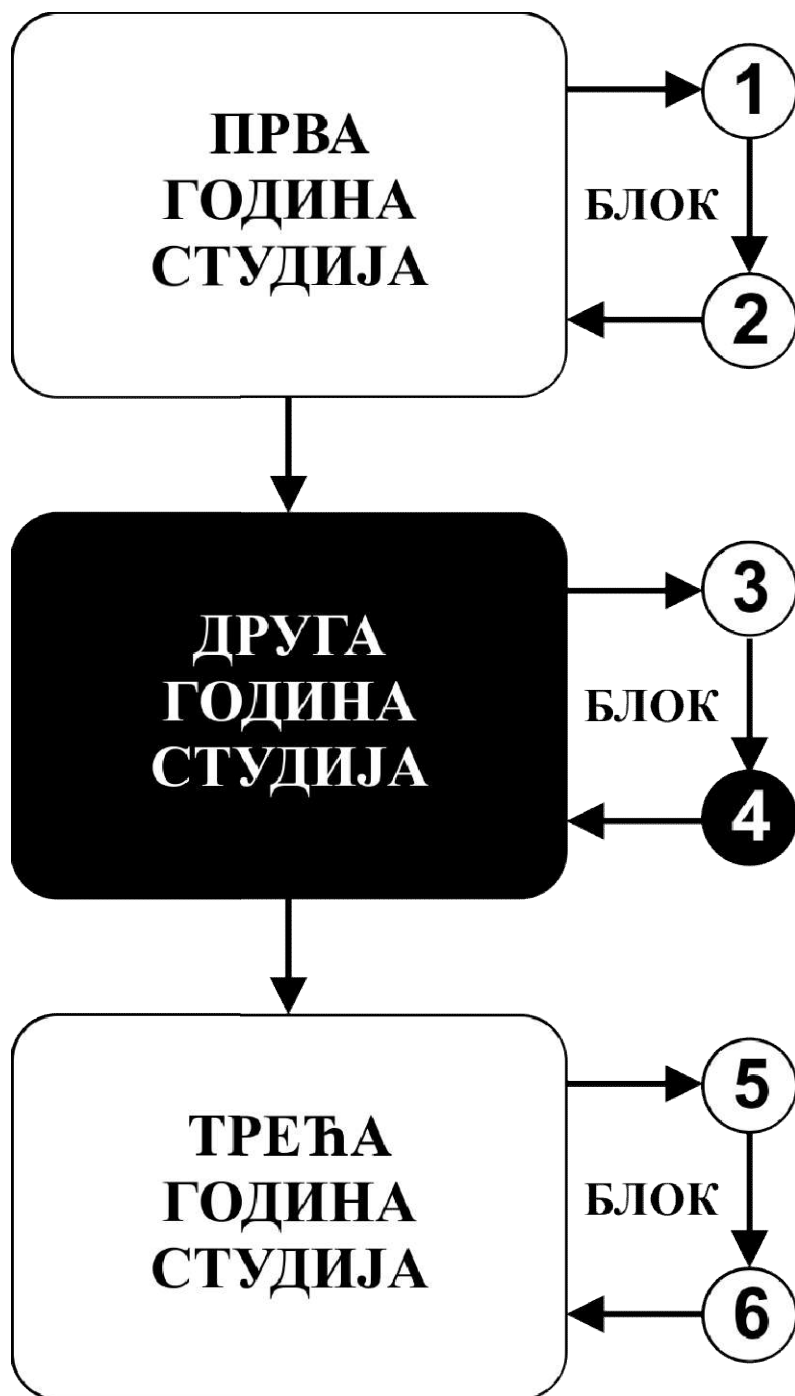 ПРВА
ГОДИНА
СТУДИЈА
1
БЛОК
2
ДРУГА
ГОДИНА
СТУДИЈА
3
БЛОК
4
ТРЕЋА
ГОДИНА
СТУДИЈА
5
БЛОК
6